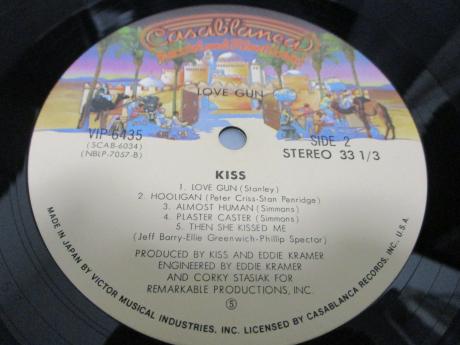 Casablanca
Record and FilmWorks
LOVE GUN
VIP-6435
(SCAB-6034)
(NBLP-7057-B)
SIDE 2
STEREO 33 1/3
KISS
1. LOVE GUN (Stanley)
2. HOOLIGAN (Peter Criss-Stan Penridge)
3. ALMOST HUMAN (Simmons)
4. PLASTER CASTER (Simmons)
5. THEN SHE KISSED ME
(Jeff Barry-Ellie Greenwich-Phillip Spector)
PRODUCED BY KISS AND EDDIE KRAMER
ENGINEERED BY EDDIE KRAMER
AND CORKY STASIAK FOR
REMARKABLE PRODUCTIONS, INC.
S
MADE IN JAPAN BY VICTOR MUSICAL INDUSTRIES, INC. LICENSED BY CASABLANCA RECORDS, INC. U.S.A.